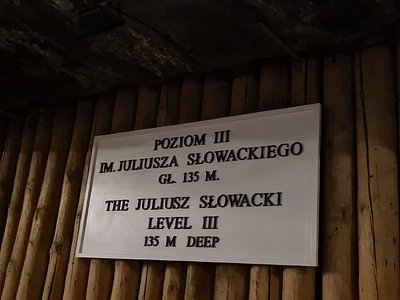 POZIOM III
IM. JULIUSZA SŁOWACKIEGO
GŁ. 135 M.
THE JULIUSZ SŁOWACKI
LEVEL III
135 M DEEP